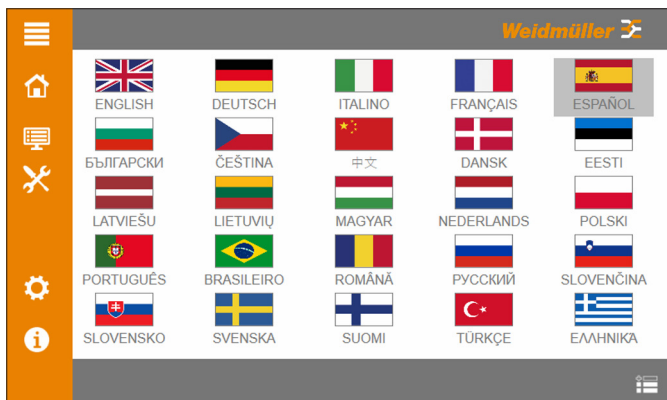 Weidmüller
ENGLISH DEUTSCH ITALINO FRANÇAIS ESPAÑOL
БЪЛГАРСКИ ČEŠTINA 中文 DANSK EESTI
LATVIEŠU LIETUVIŲ MAGYAR NEDERLANDS POLSKI
PORTUGUÊS BRASILEIRO ROMÂNĂ РУССКИЙ SLOVENČINA
SLOVENSKO SVENSKA SUOMI TÜRKÇE ΕΛΛΗΝΙΚΆ